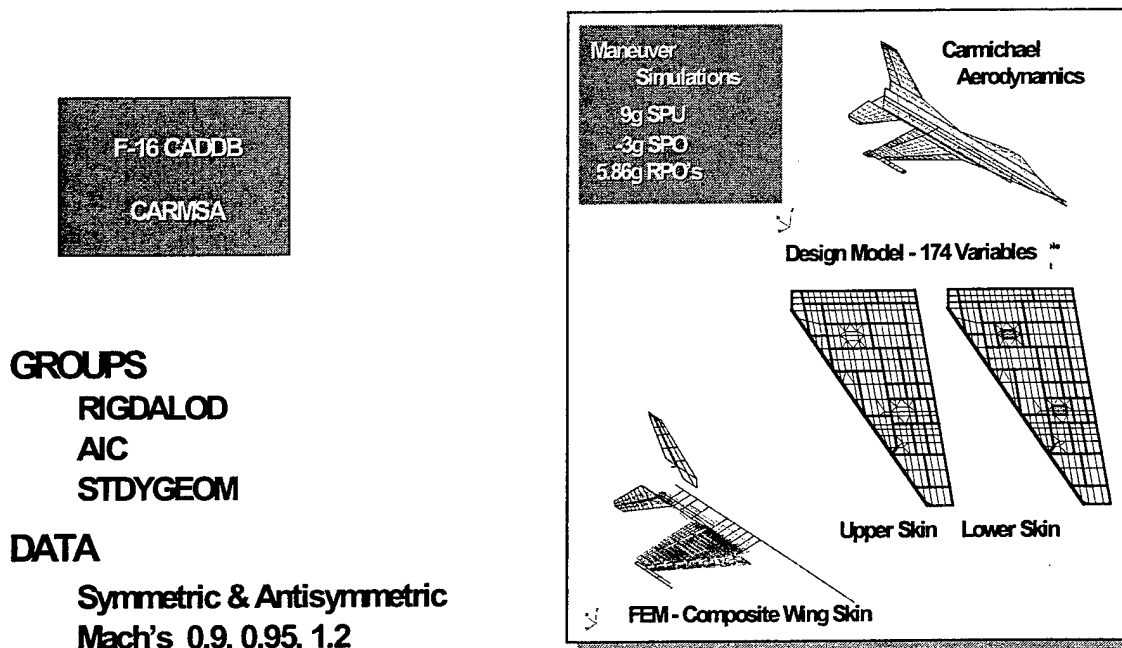 F-16 CADDB
CARMSA
GROUPS
RIGDALOD
AIC
STDYGEOM
DATA
Symmetric & Antisymmetric
Mach's 0.9, 0.95, 1.2
Maneuver
Simulations
9g SPU
-3g SPO
5.86g RPO's
Carmichael
Aerodynamics
Design Model - 174 Variables
Upper Skin Lower Skin
FEM - Composite Wing Skin